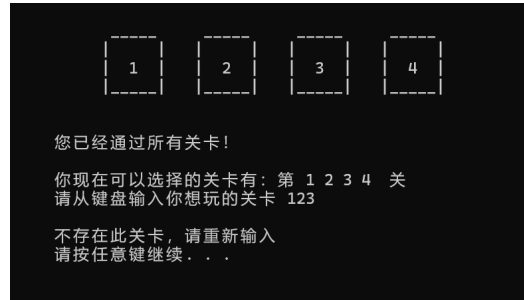 1 2 3 4
您已经通过所有关卡!
你现在可以选择的关卡有: 第 1 2 3 4 关
请从键盘输入你想玩的关卡 123
不存在此关卡, 请重新输入
请按任意键继续. . .